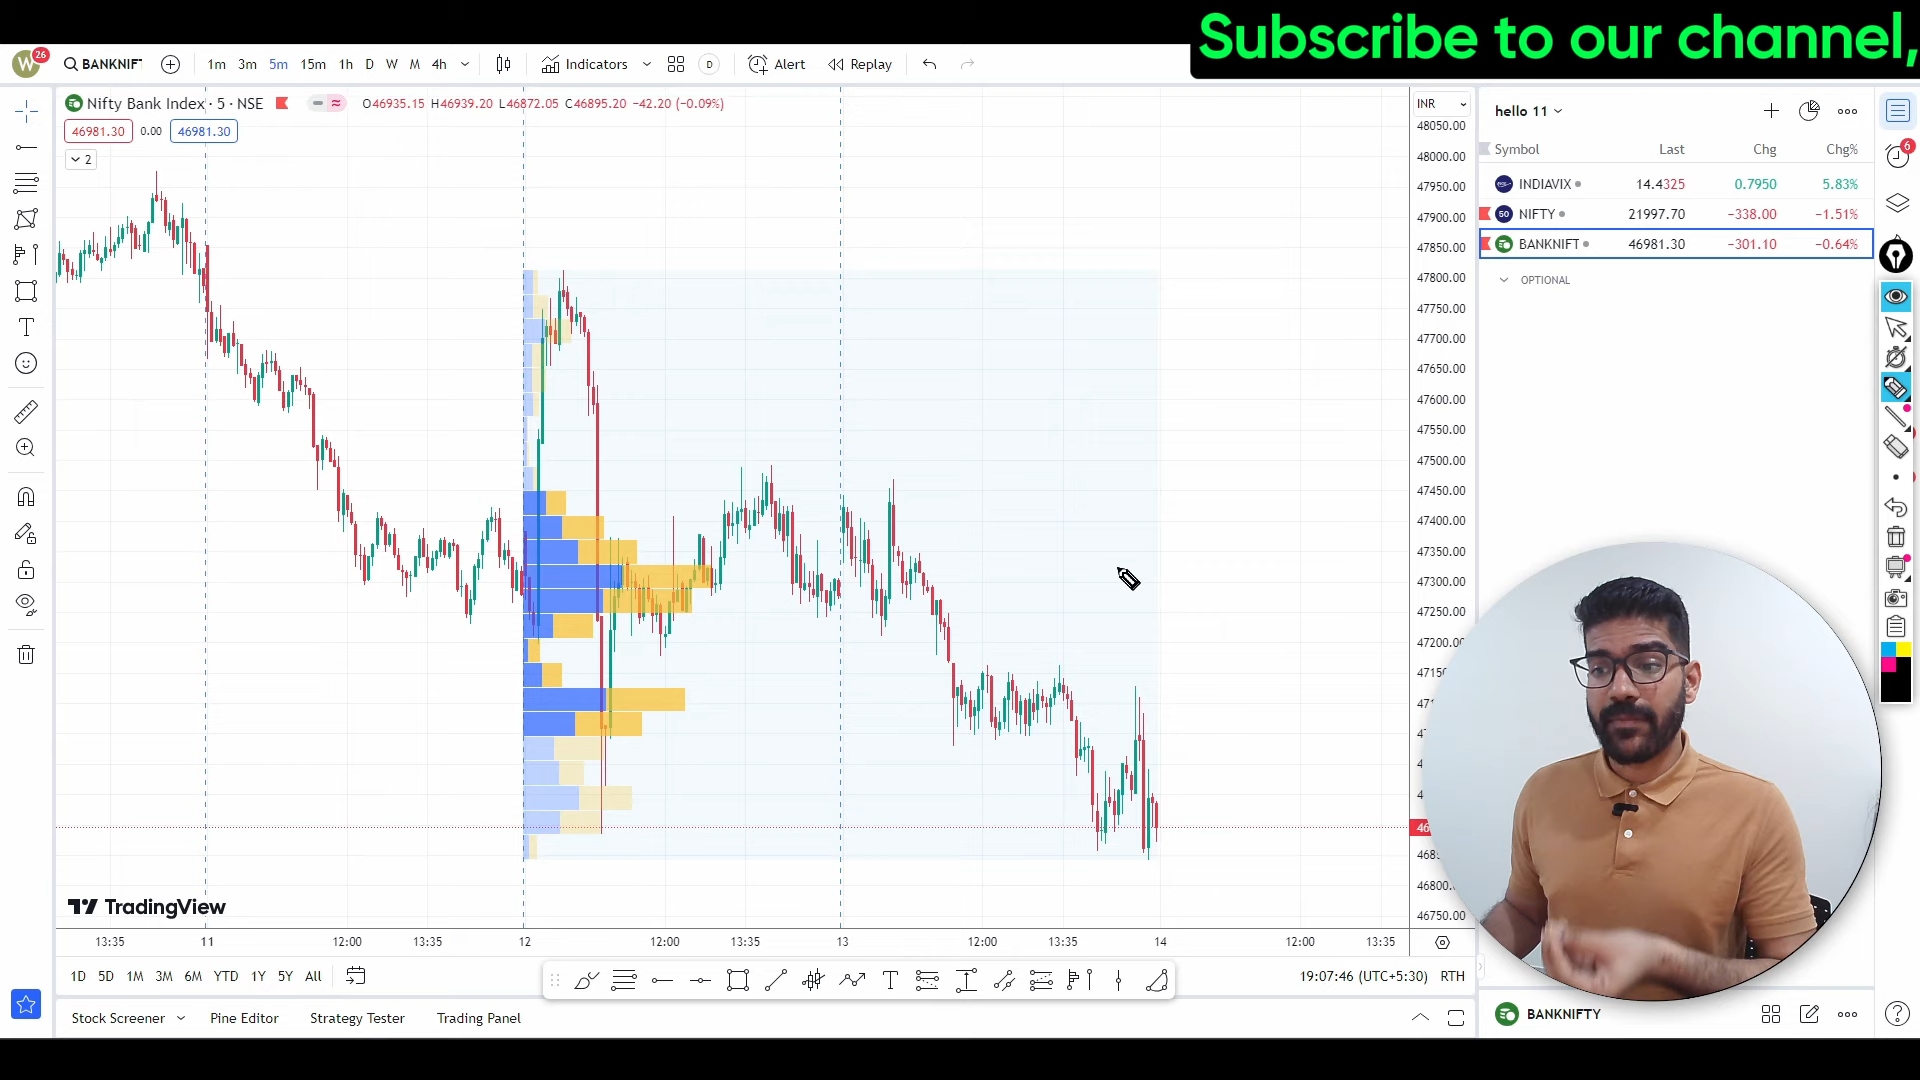 Subscribe to our channel,
W 26 BANKNIF 1m 3m 5m 15m 1h D W M 4h Indicators D Alert Replay
Nifty Bank Index · 5 · NSE O46935.15 H46939.20 L46872.05 C46895.20 −42.20 (−0.09%)
46981.30 0.00 46981.30
2
INR
48050.00
48000.00
47950.00
47900.00
47850.00
47800.00
47750.00
47700.00
47650.00
47600.00
47550.00
47500.00
47450.00
47400.00
47350.00
47300.00
47250.00
47200.00
46800.
46750.00
hello 11
Symbol Last Chg Chg%
INDIAVIX 14.4325 0.7950 5.83%
50 NIFTY 21997.70 −338.00 −1.51%
BANKNIFT 46981.30 −301.10 −0.64%
OPTIONAL
6
TradingView
13:35 11 12:00 13:35 12 12:00 13:35 13 12:00 13:35 14 12:00 13:35
1D 5D 1M 3M 6M YTD 1Y 5Y All
T
19:07:46 (UTC+5:30) RTH
Stock Screener Pine Editor Strategy Tester Trading Panel
BANKNIFTY